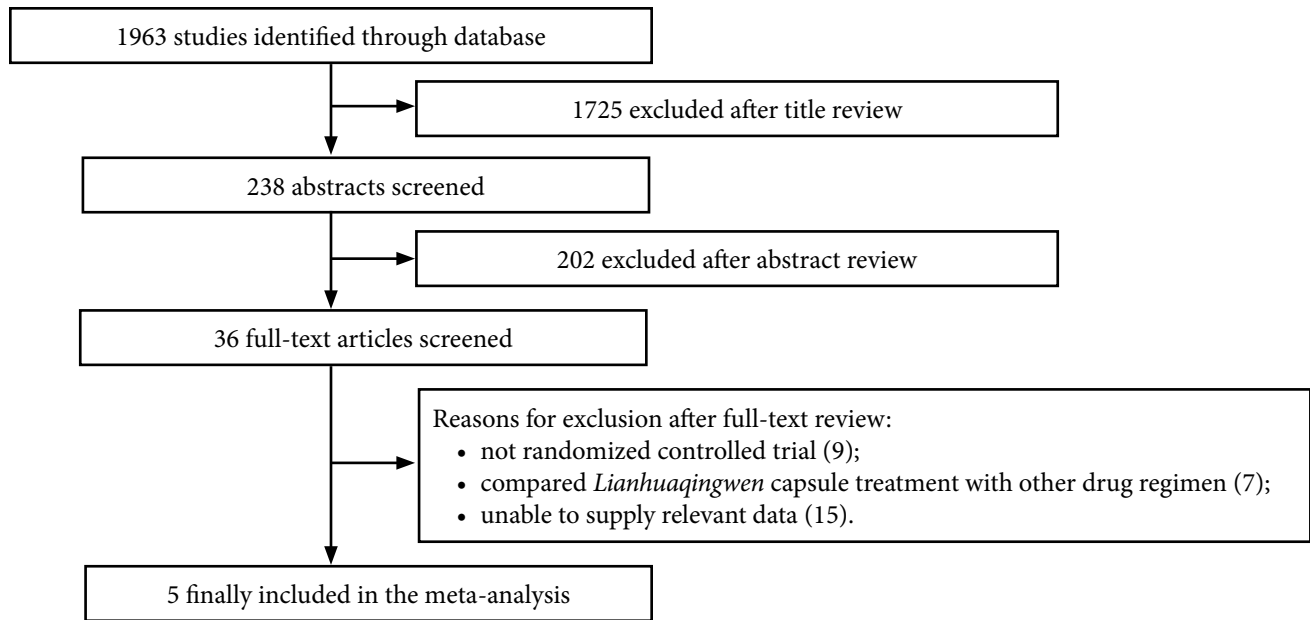 1963 studies identified through database
1725 excluded after title review
238 abstracts screened
202 excluded after abstract review
36 full-text articles screened
Reasons for exclusion after full-text review:
• not randomized controlled trial (9);
• compared Lianhuaqingwen capsule treatment with other drug regimen (7);
• unable to supply relevant data (15).
5 finally included in the meta-analysis